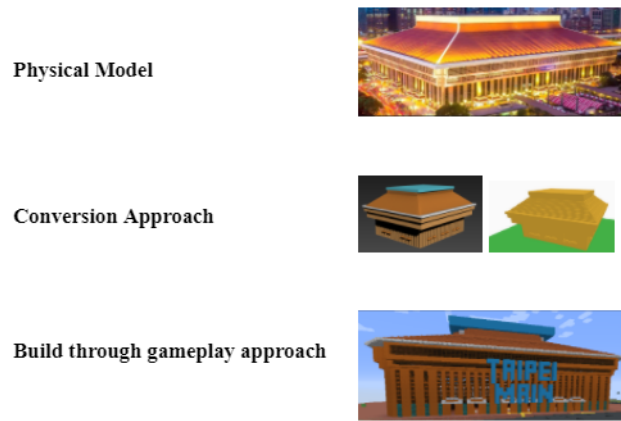 Physical Model
Conversion Approach
Build through gameplay approach
TAIPEI
MAIN